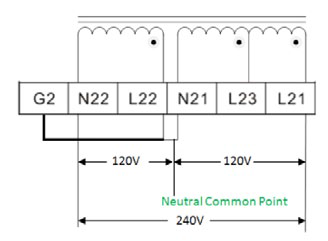 G2 N22 L22 N21 L23 L21
120V 120V
Neutral Common Point
240V